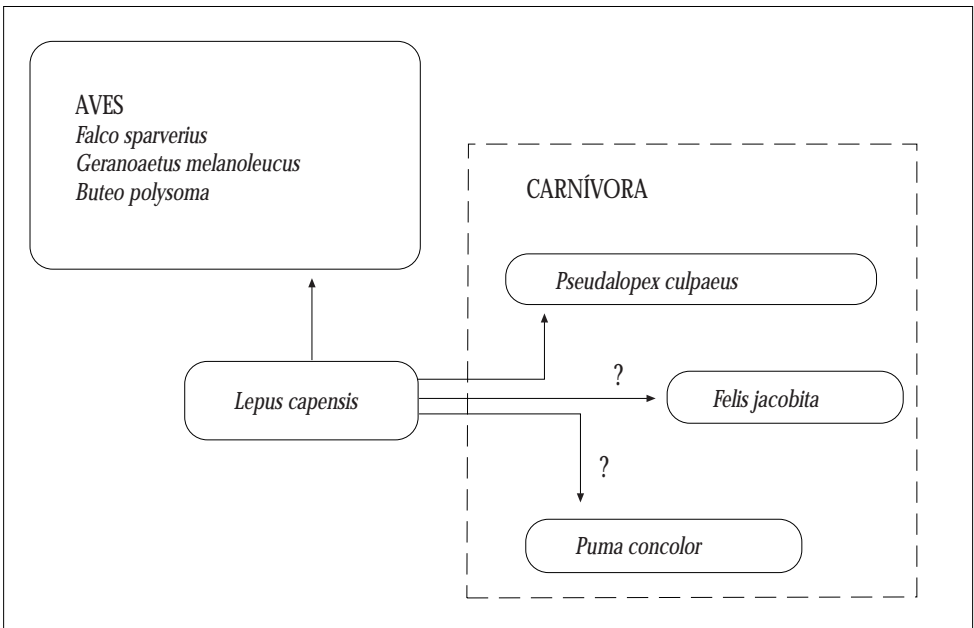 AVES
Falco sparverius
Geranoaetus melanoleucus
Buteo polysoma
CARNÍVORA
Pseudalopex culpaeus
Lepus capensis
?
Felis jacobita
?
Puma concolor